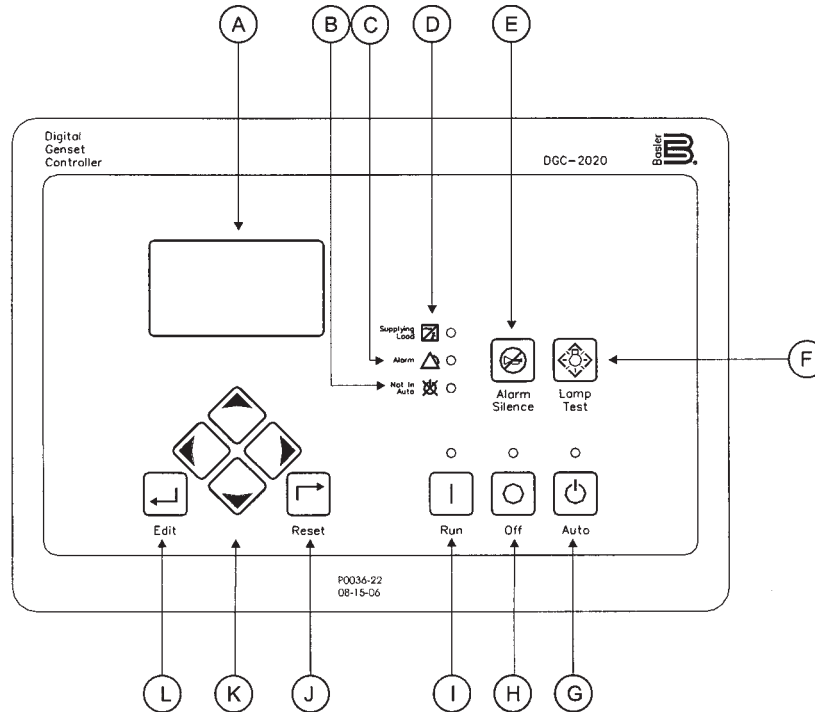 A
B
C
D
E
Digital
Genset
Controller
DGC-2020
Basler
B.
Supplying
Load
Alarm
Not In
Auto
Alarm
Silence
Lamp
Test
F
Edit
Reset
Run
Off
Auto
P0036-22
08-15-06
L
K
J
I
H
G